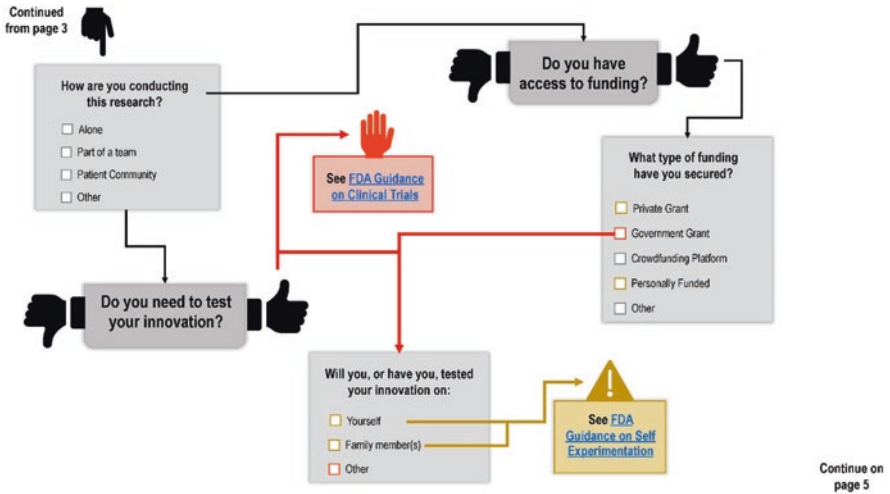 Continued
from page 3
How are you conducting
this research?
Alone
Part of a team
Patient Community
Other
Do you have
access to funding?
What type of funding
have you secured?
Private Grant
Government Grant
Crowdfunding Platform
Personally Funded
Other
See FDA Guidance
on Clinical Trials
Do you need to test
your innovation?
Will you, or have you, tested
your innovation on:
Yourself
Family member(s)
Other
See FDA
Guidance on Self
Experimentation
Continue on
page 5